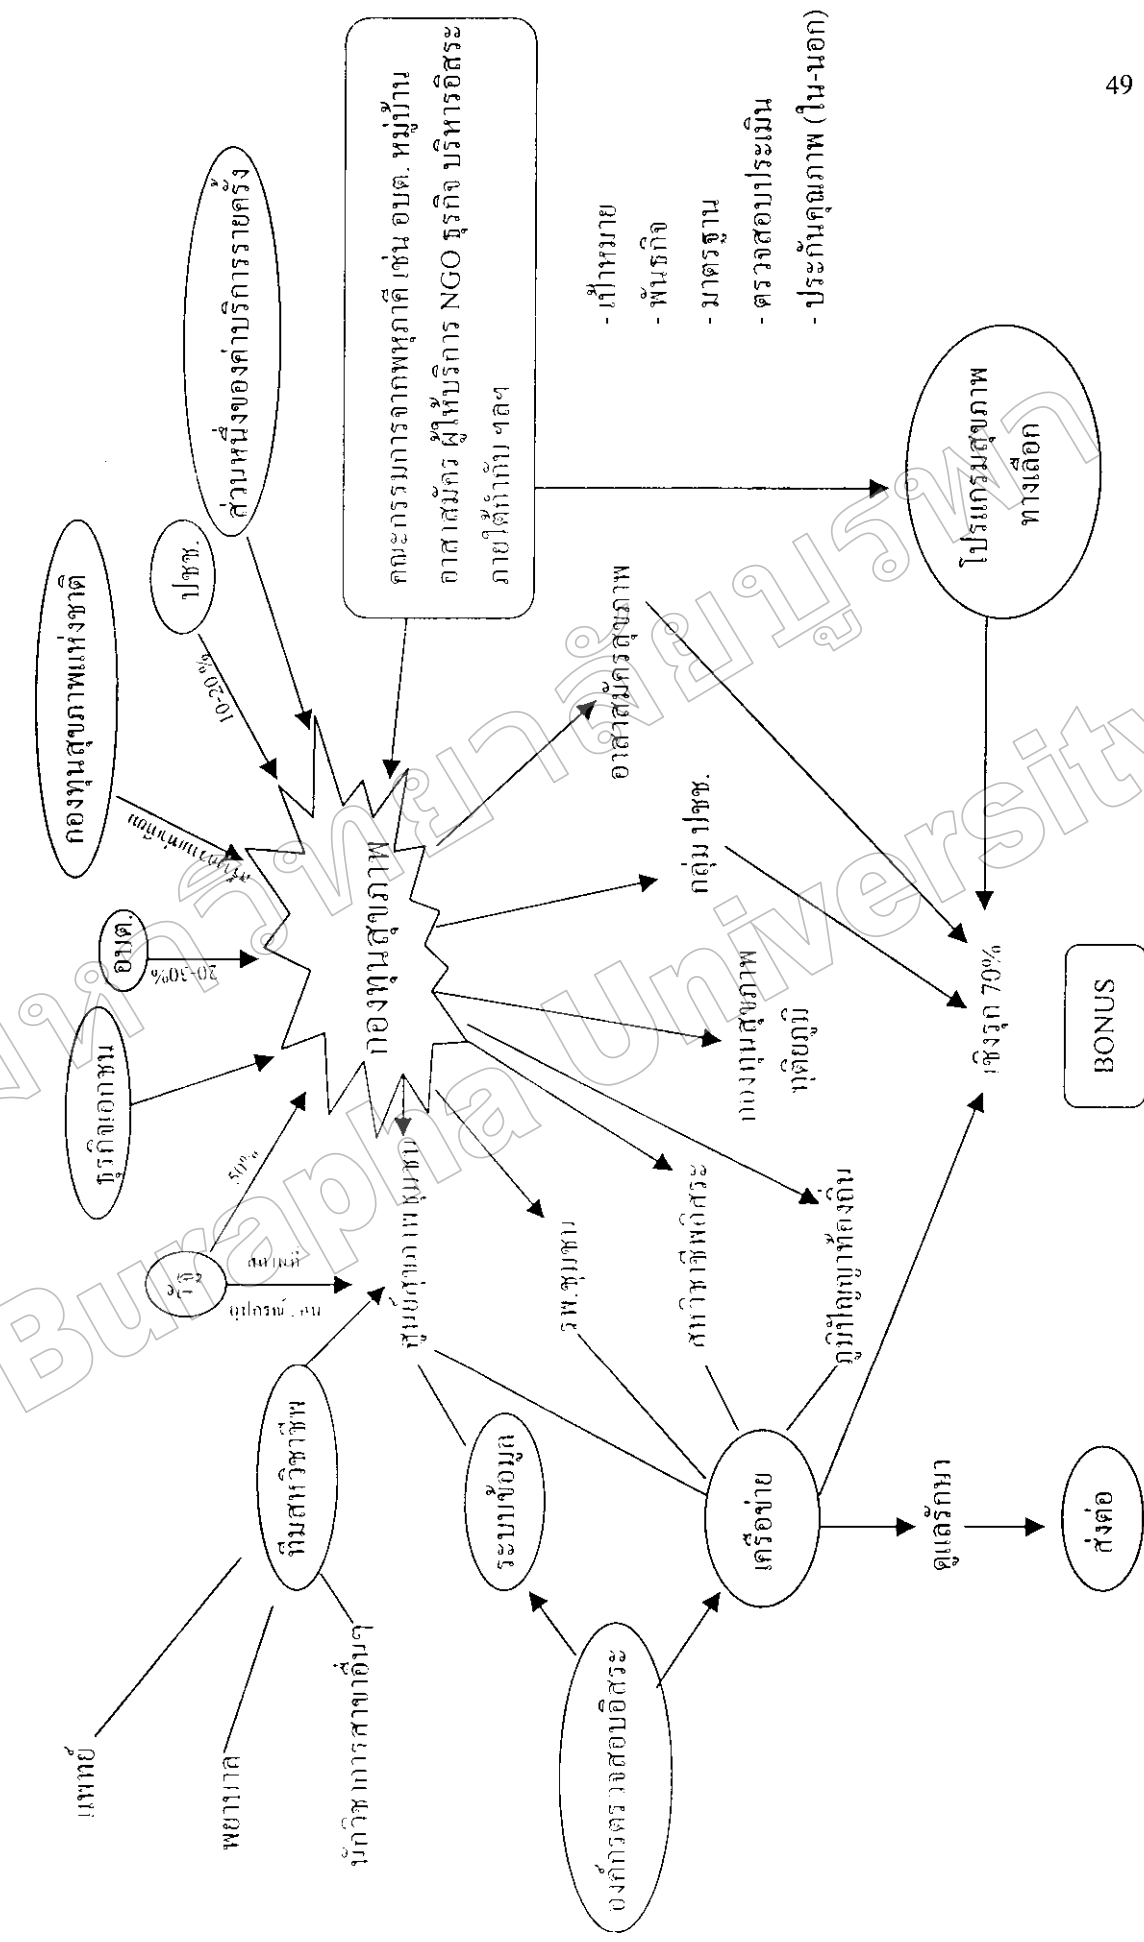 49
กองทุนสุขภาพแห่งชาติ
ธุรกิจเอกชน
อบต.
ปชช.
ส่วนหนึ่งของค่าบริการรายครั้ง
แพทย์
รัฐ
50%
20-30%
สร้างความเท่าเทียม
10-20%
พยาบาล
สถานที่
อุปกรณ์, คน
ทีมสหวิชาชีพ
นักวิชาการสาขาอื่นๆ
กองทุนสุขภาพ
คณะกรรมการจากพหุภาคี เช่น อบต. หมู่บ้าน
อาสาสมัคร ผู้ให้บริการ NGO ธุรกิจ บริหารอิสระ
ภายใต้กำกับ ฯลฯ
ศูนย์สุขภาพชุมชน
ระบบข้อมูล
รพ.ชุมชน
อาสาสมัครสุขภาพ
องค์กรตรวจสอบอิสระ
สหวิชาชีพอิสระ
กลุ่ม ปชช.
กองทุนสุขภาพ
ทุติยภูมิ
ภูมิปัญญาท้องถิ่น
เครือข่าย
- เป้าหมาย
- พันธกิจ
- มาตรฐาน
- ตรวจสอบประเมิน
- ประกันคุณภาพ (ใน-นอก)
ดูแลรักษา
เชิงรุก 70%
โปรแกรมสุขภาพ
ทางเลือก
ส่งต่อ
BONUS
มหาวิทยาลัยบูรพา
Burapha University